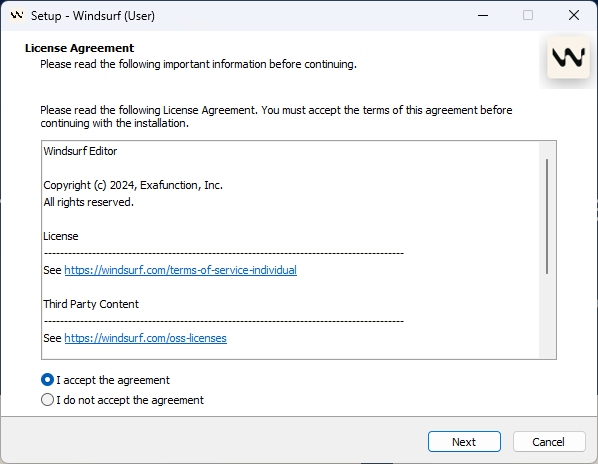 Setup - Windsurf (User)
License Agreement
Please read the following important information before continuing.
Please read the following License Agreement. You must accept the terms of this agreement before
continuing with the installation.
Windsurf Editor
Copyright (c) 2024, Exafunction, Inc.
All rights reserved.
License
------------------------------------------------------------------------------------------
See https://windsurf.com/terms-of-service-individual
Third Party Content
------------------------------------------------------------------------------------------
See https://windsurf.com/oss-licenses
I accept the agreement
I do not accept the agreement
Next
Cancel